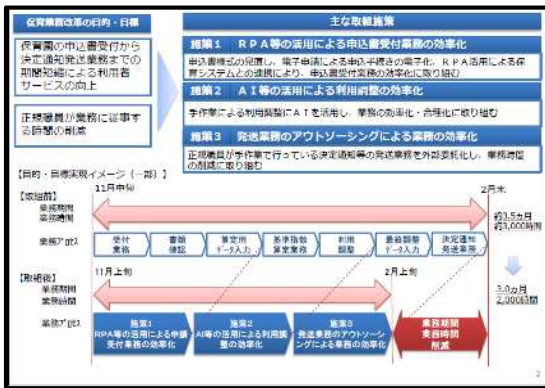 保育業務改革の目的・目標
保育園の申込書受付から
決定通知発送業務までの
期間短縮による利用者
サービスの向上
正規職員が業務に従事す
る時間の削減
主な取組施策
施策1 RPA等の活用による申込書受付業務の効率化
申込書様式の見直し、電子申請による申込手続きの電子化、RPA活用による保
育システムとの連携により、申込書受付業務の効率化に取り組む
施策2 AI等の活用による利用調整の効率化
手作業による利用調整にAIを活用し、業務の効率化・合理化に取り組む
施策3 発送業務のアウトソーシングによる業務の効率化
正規職員が手作業で行っている決定通知等の発送業務を外部委託化し、業務時間
の削減に取り組む
【目的・目標実現イメージ(一部)】
11月中旬
2月末
【取組前】
業務期間
業務時間
約3.5カ月
約3,000時間
業務プロセス
受付
業務
書類
確認
算定用
データ入力
基準指数
算定業務
利用
調整
最終調整
データ入力
決定通知
発送業務
【取組後】
11月上旬
2月上旬
業務期間
業務時間
3.0カ月
2,000時間
業務プロセス
施策1
RPA等の活用による申請
受付業務の効率化
施策2
AI等の活用による利用調
整の効率化
施策3
発送業務のアウトソーシ
ングによる業務の効率化
業務期間
業務時間
削減
2